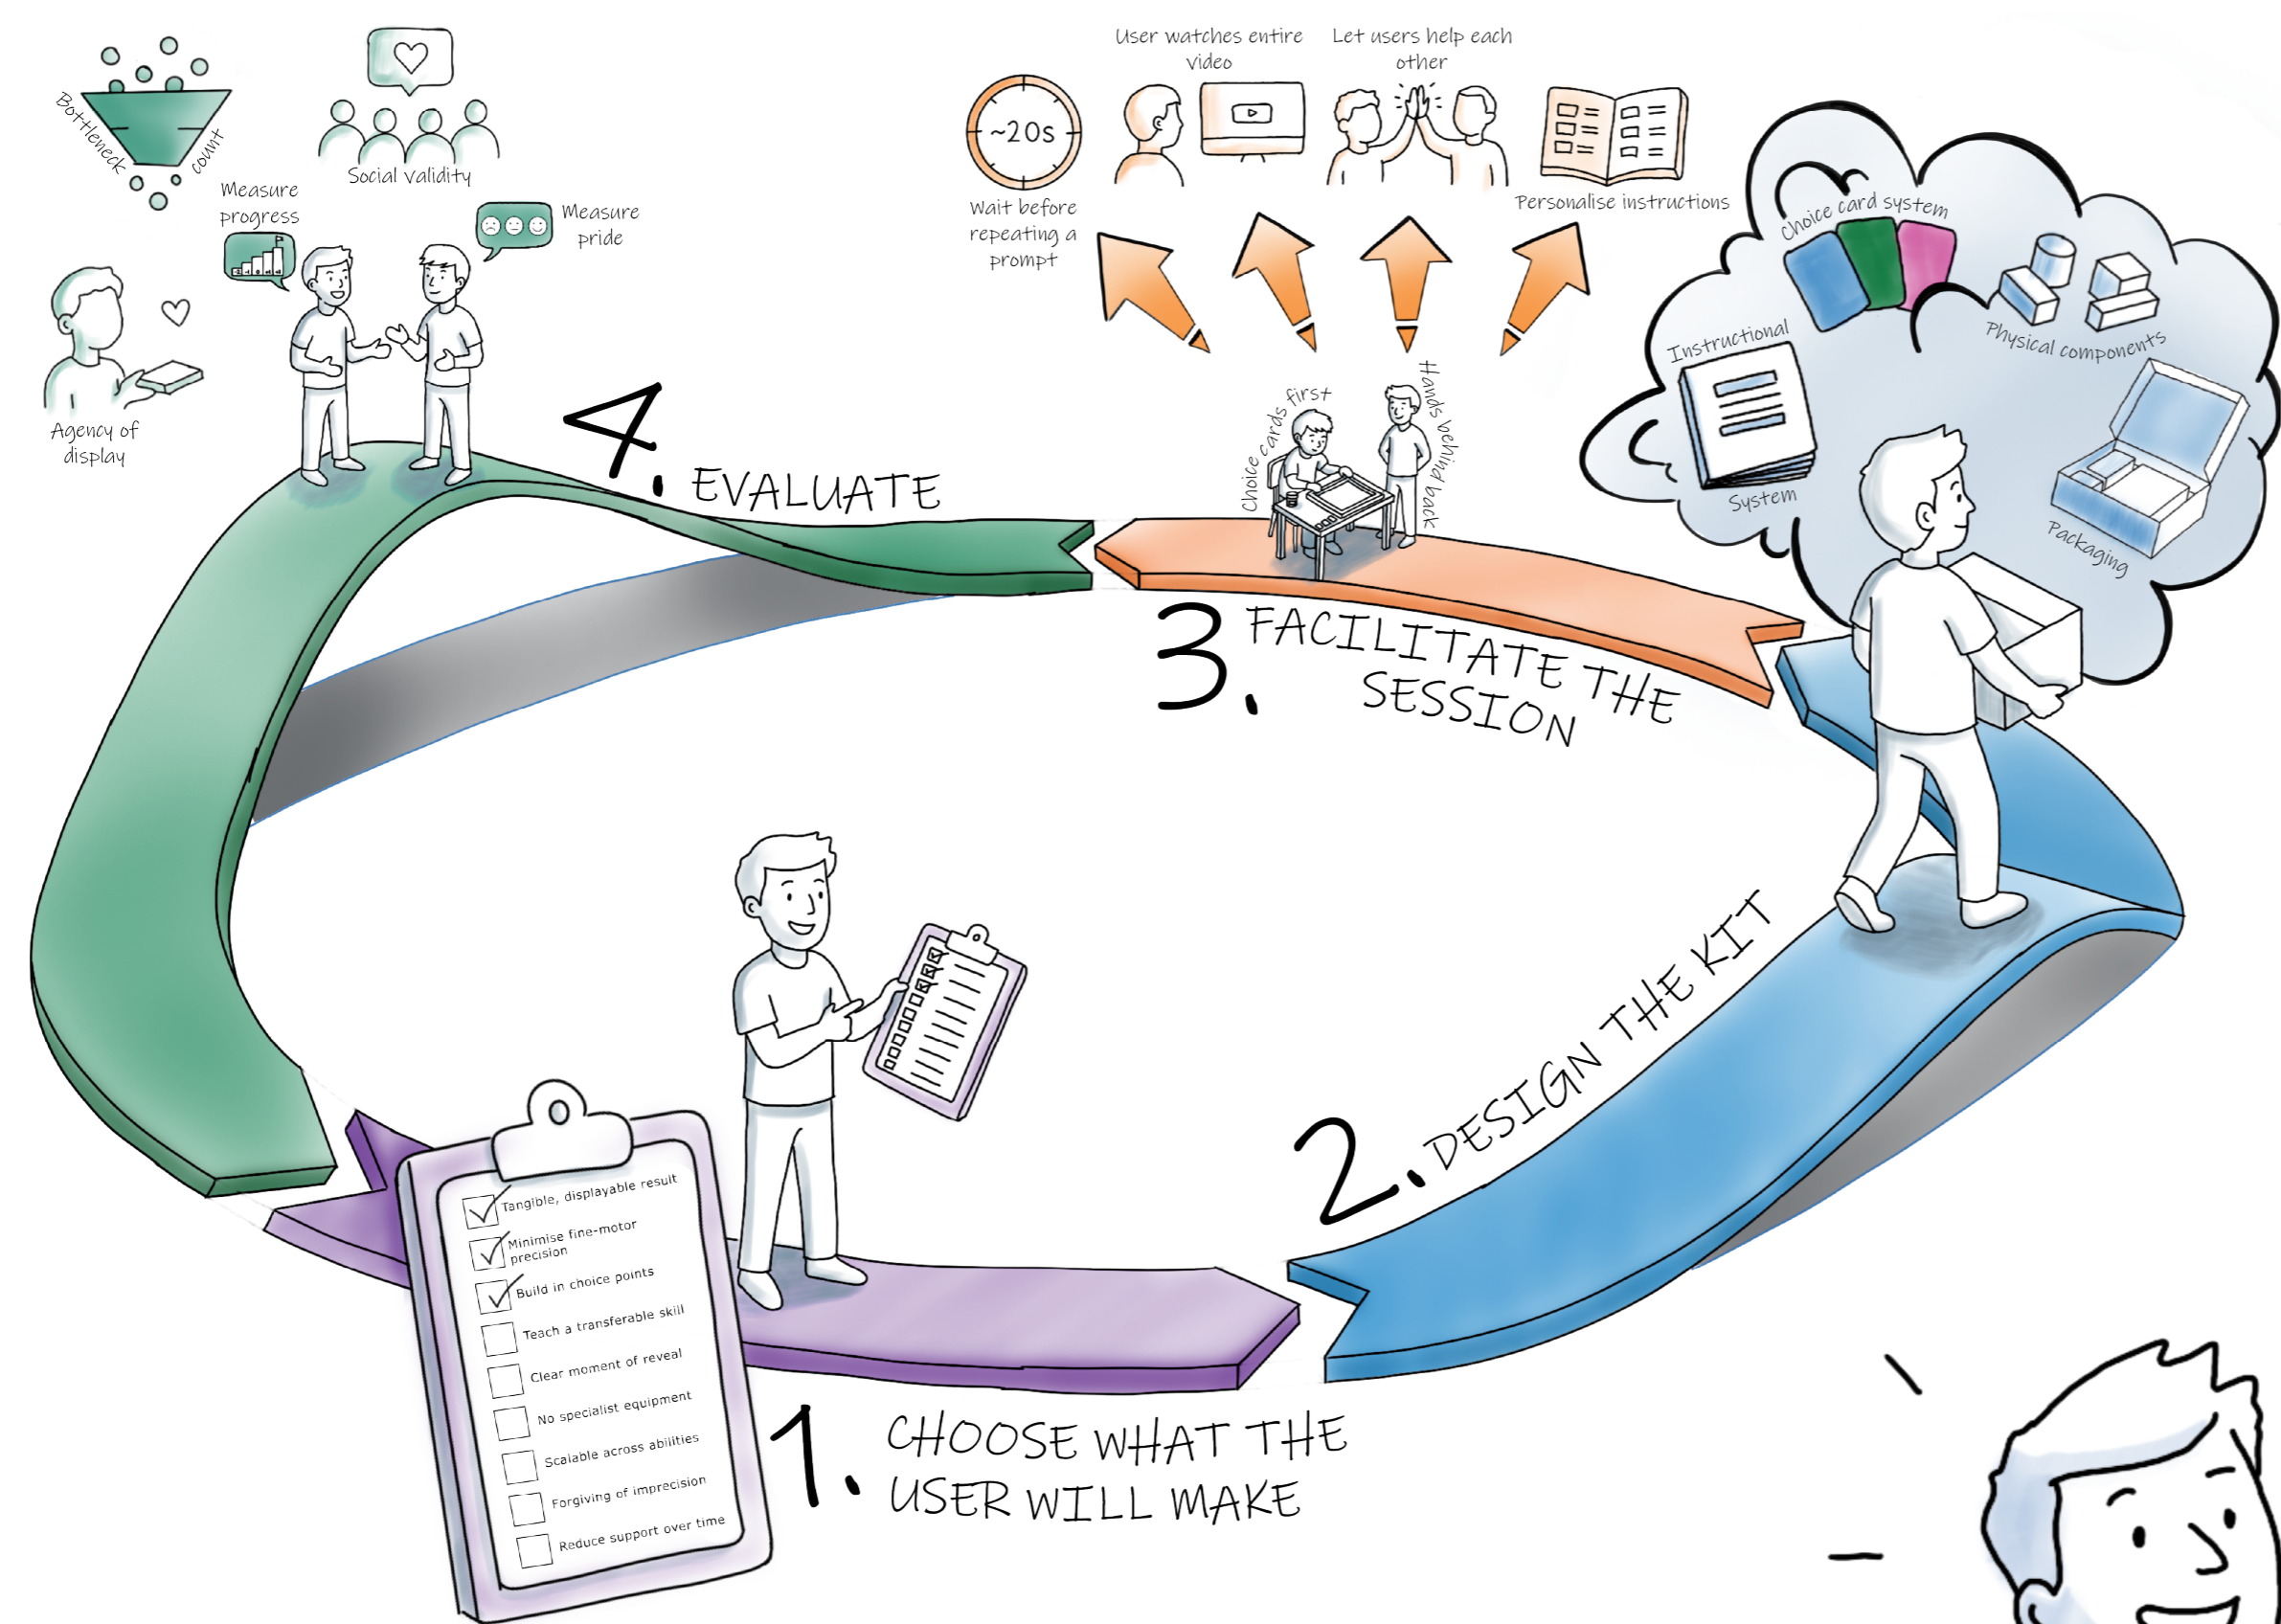 Bottleneck count
Social validity
Measure
progress
Measure
pride
Agency of
display
4. EVALUATE
User watches entire
video
Let users help each
other
~20s
Wait before
repeating a
prompt
Personalise instructions
Choice cards first
Hands behind back
3. FACILITATE THE
SESSION
Choice card system
Physical components
Instructional
System
Packaging
2. DESIGN THE KIT
Tangible, displayable result
Minimise fine-motor
precision
Build in choice points
Teach a transferable skill
Clear moment of reveal
No specialist equipment
Scalable across abilities
Forgiving of imprecision
Reduce support over time
1. CHOOSE WHAT THE
USER WILL MAKE